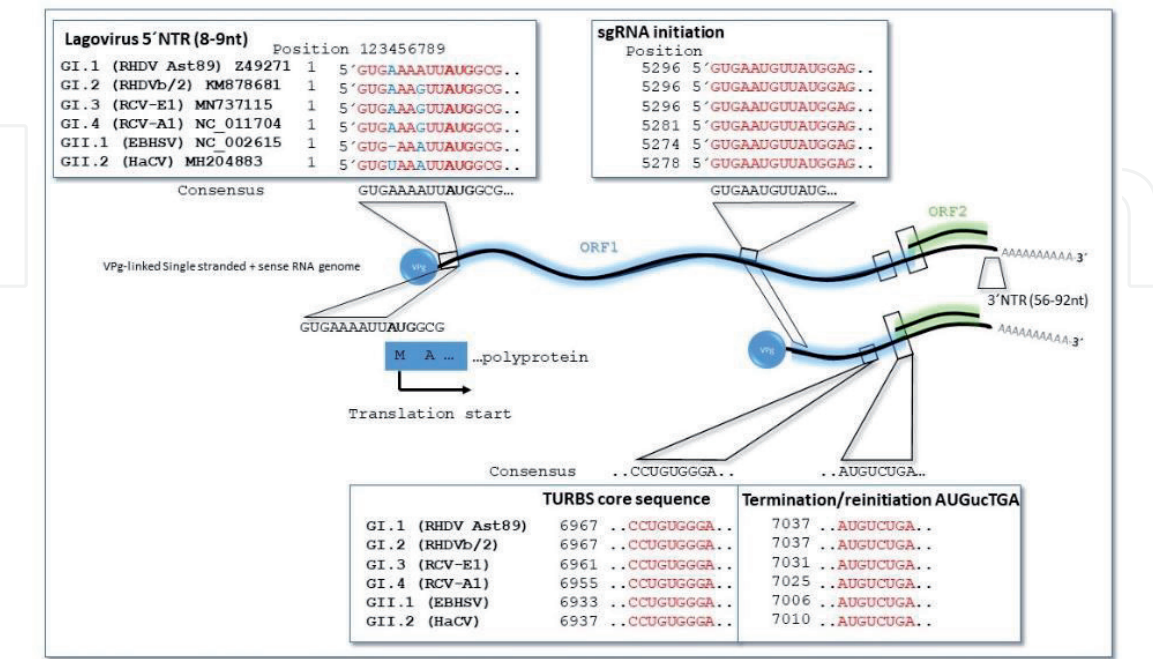 Lagovirus 5´NTR (8-9nt)
Position 123456789
GI.1 (RHDV Ast89) Z49271 1 5´GUGAAAAUUAUGGCG..
GI.2 (RHDVb/2) KM878681 1 5´GUGAAAGUUAUGGCG..
GI.3 (RCV-E1) MN737115 1 5´GUGAAAGUUAUGGCG..
GI.4 (RCV-A1) NC_011704 1 5´GUGAAAGUUAUGGCG..
GII.1 (EBHSV) NC_002615 1 5´GUG-AAAUUAUGGCG..
GII.2 (HaCV) MH204883 1 5´GUGUAAAUUAUGGCG..
Consensus GUGAAAAUUAUGGCG…
sgRNA initiation
Position
5296 5´GUGAAUGUUAUGGAG..
5296 5´GUGAAUGUUAUGGAG..
5296 5´GUGAAUGUUAUGGAG..
5281 5´GUGAAUGUUAUGGAG..
5274 5´GUGAAUGUUAUGGAG..
5278 5´GUGAAUGUUAUGGAG..
GUGAAUGUUAUG…
ORF2
ORF1
VPg-linked Single stranded + sense RNA genome
VPg
AAAAAAAAAA-3´
3´NTR (56-92nt)
GUGAAAAUUAUGGCG
M A … …polyprotein
Translation start
VPg
AAAAAAAAAA-3´
Consensus ..CCUGUGGGA.. ..AUGUCUGA…
TURBS core sequence
GI.1 (RHDV Ast89) 6967 ..CCUGUGGGA..
GI.2 (RHDVb/2) 6967 ..CCUGUGGGA..
GI.3 (RCV-E1) 6961 ..CCUGUGGGA..
GI.4 (RCV-A1) 6955 ..CCUGUGGGA..
GII.1 (EBHSV) 6933 ..CCUGUGGGA..
GII.2 (HaCV) 6937 ..CCUGUGGGA..
Termination/reinitiation AUGucTGA
7037 ..AUGUCUGA..
7037 ..AUGUCUGA..
7031 ..AUGUCUGA..
7025 ..AUGUCUGA..
7006 ..AUGUCUGA..
7010 ..AUGUCUGA..